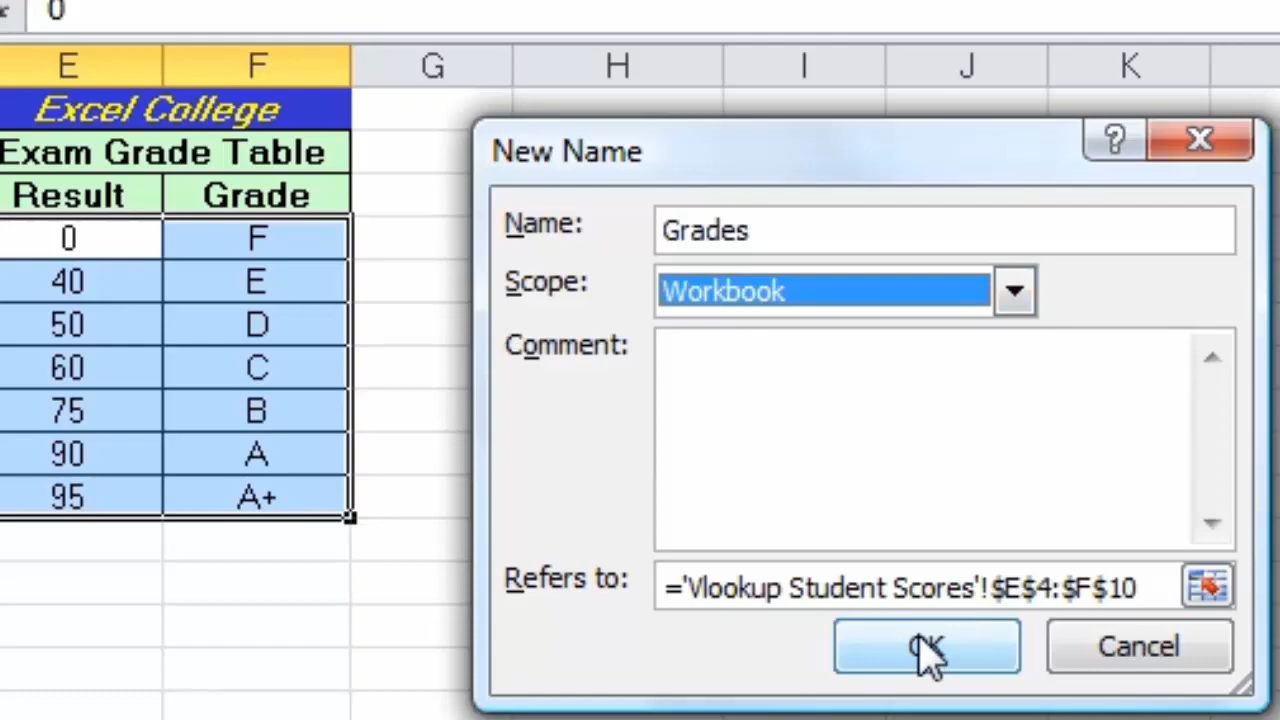 0
E F G H I J K
Excel College
Exam Grade Table
Result Grade
0 F
40 E
50 D
60 C
75 B
90 A
95 A+
New Name
?
Name: Grades
Scope: Workbook
Comment:
Refers to: ='Vlookup Student Scores'!$E$4:$F$10
OK Cancel